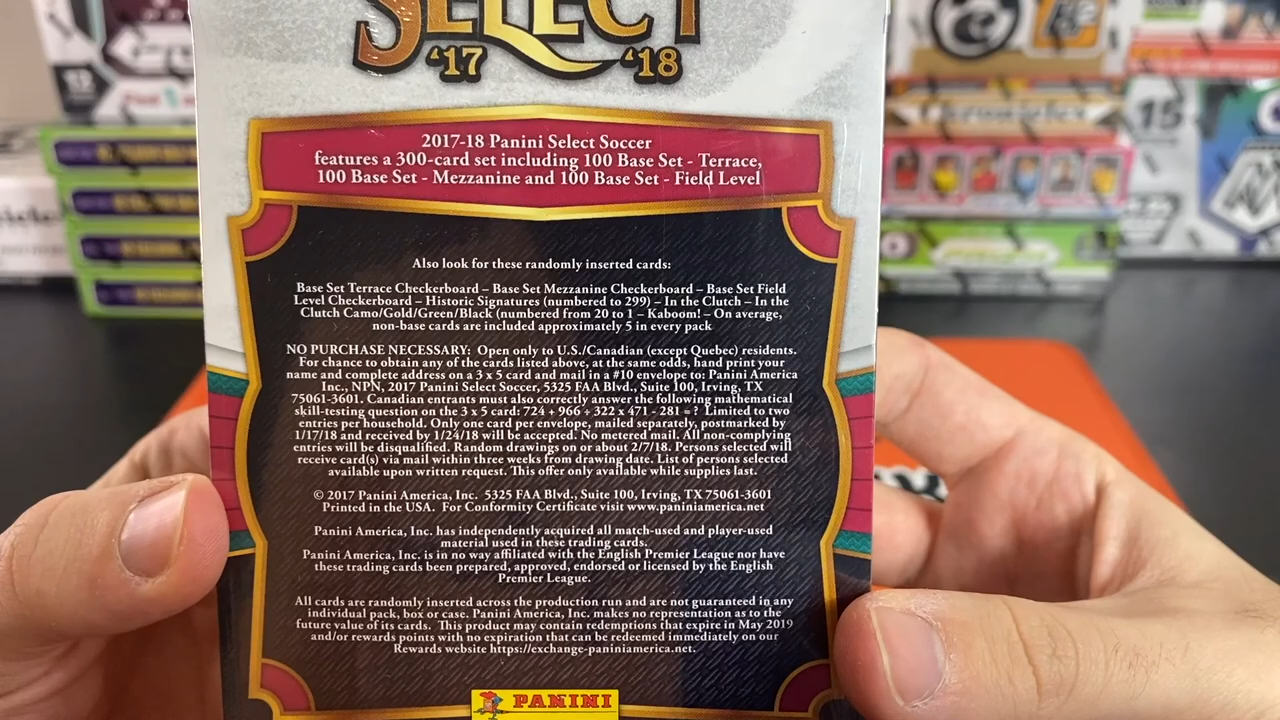 SELECT
'17 '18
2017-18 Panini Select Soccer
features a 300-card set including 100 Base Set - Terrace,
100 Base Set - Mezzanine and 100 Base Set - Field Level
Also look for these randomly inserted cards:
Base Set Terrace Checkerboard – Base Set Mezzanine Checkerboard – Base Set Field
Level Checkerboard – Historic Signatures (numbered to 299) – In the Clutch – In the
Clutch Camo/Gold/Green/Black (numbered from 20 to 1 – Kaboom! – On average,
non-base cards are included approximately 5 in every pack
NO PURCHASE NECESSARY: Open only to U.S./Canadian (except Quebec) residents.
For chance to obtain any of the cards listed above, at the same odds, hand print your
name and complete address on a 3 x 5 card and mail in a #10 envelope to: Panini America
Inc., NPN, 2017 Panini Select Soccer, 5325 FAA Blvd., Suite 100, Irving, TX
75061-3601. Canadian entrants must also correctly answer the following mathematical
skill-testing question on the 3 x 5 card: 724 + 966 + 322 x 471 - 281 = ? Limited to two
entries per household. Only one card per envelope, mailed separately, postmarked by
1/17/18 and received by 1/24/18 will be accepted. No metered mail. All non-complying
entries will be disqualified. Random drawings on or about 2/7/18. Persons selected will
receive card(s) via mail within three weeks from drawing date. List of persons selected
available upon written request. This offer only available while supplies last.
© 2017 Panini America, Inc. 5325 FAA Blvd., Suite 100, Irving, TX 75061-3601
Printed in the USA. For Conformity Certificate visit www.paniniamerica.net
Panini America, Inc. has independently acquired all match-used and player-used
material used in these trading cards.
Panini America, Inc. is in no way affiliated with the English Premier League nor have
these trading cards been prepared, approved, endorsed or licensed by the English
Premier League.
All cards are randomly inserted across the production run and are not guaranteed in any
individual pack, box or case. Panini America, Inc. makes no representation as to the
future value of its cards. This product may contain redemptions that expire in May 2019
and/or rewards points with no expiration that can be redeemed immediately on our
Rewards website https://exchange-paniniamerica.net.
PANINI
Chronicles
15